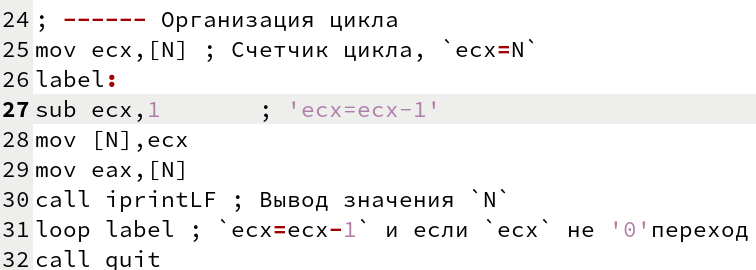 24 ; ------ Организация цикла
25 mov ecx,[N] ; Счетчик цикла, `ecx=N`
26 label:
27 sub ecx,1 ; 'ecx=ecx-1'
28 mov [N],ecx
29 mov eax,[N]
30 call iprintLF ; Вывод значения `N`
31 loop label ; `ecx=ecx-1` и если `ecx` не '0'переход
32 call quit